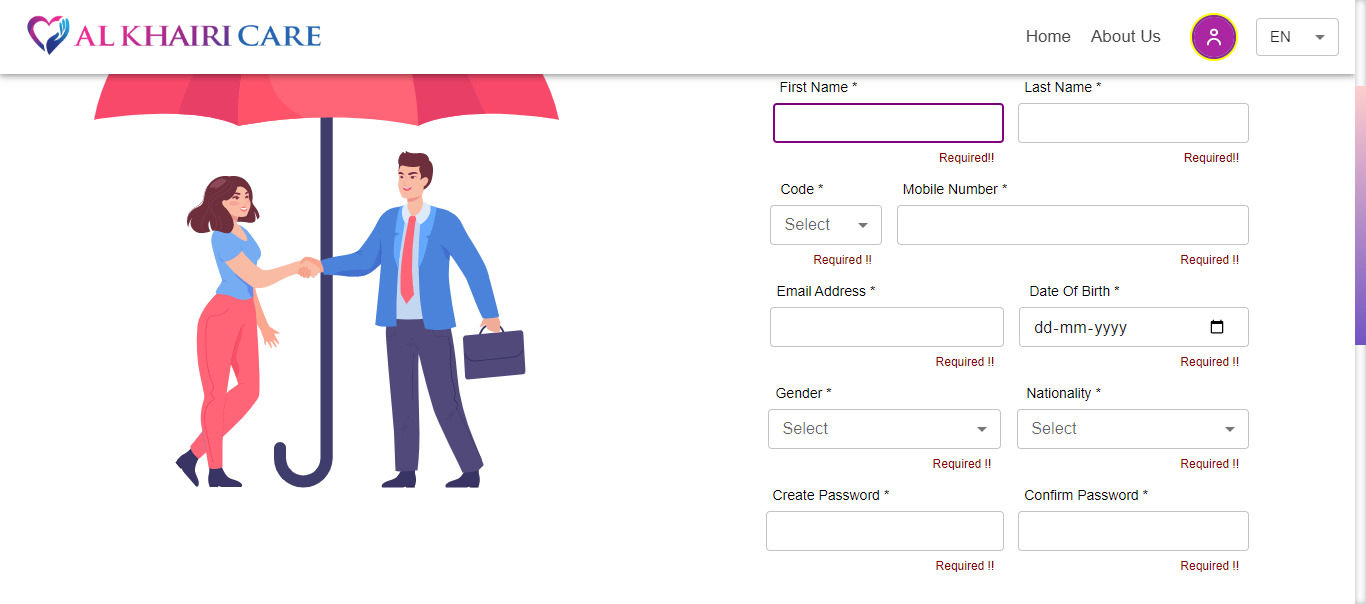 AL KHAIRI CARE
Home About Us EN
First Name * Last Name *
Required!! Required!!
Code * Mobile Number *
Select
Required !! Required !!
Email Address * Date Of Birth *
dd-mm-yyyy
Required !! Required !!
Gender * Nationality *
Select Select
Required !! Required !!
Create Password * Confirm Password *
Required !! Required !!